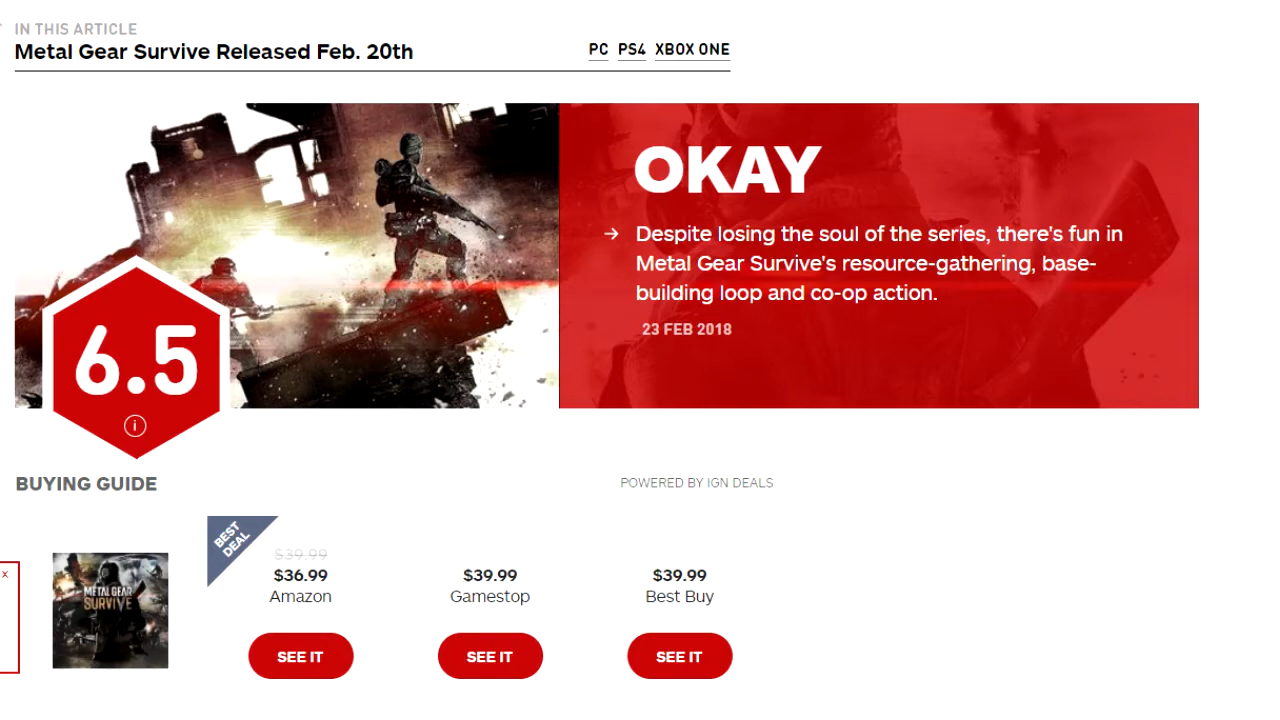 IN THIS ARTICLE
Metal Gear Survive Released Feb. 20th
PC PS4 XBOX ONE
OKAY
→ Despite losing the soul of the series, there's fun in
Metal Gear Survive's resource-gathering, base-
building loop and co-op action.
23 FEB 2018
6.5
i
BUYING GUIDE
POWERED BY IGN DEALS
x
METAL GEAR
SURVIVE
BEST
DEAL
$39.99
$36.99
Amazon
SEE IT
$39.99
Gamestop
SEE IT
$39.99
Best Buy
SEE IT